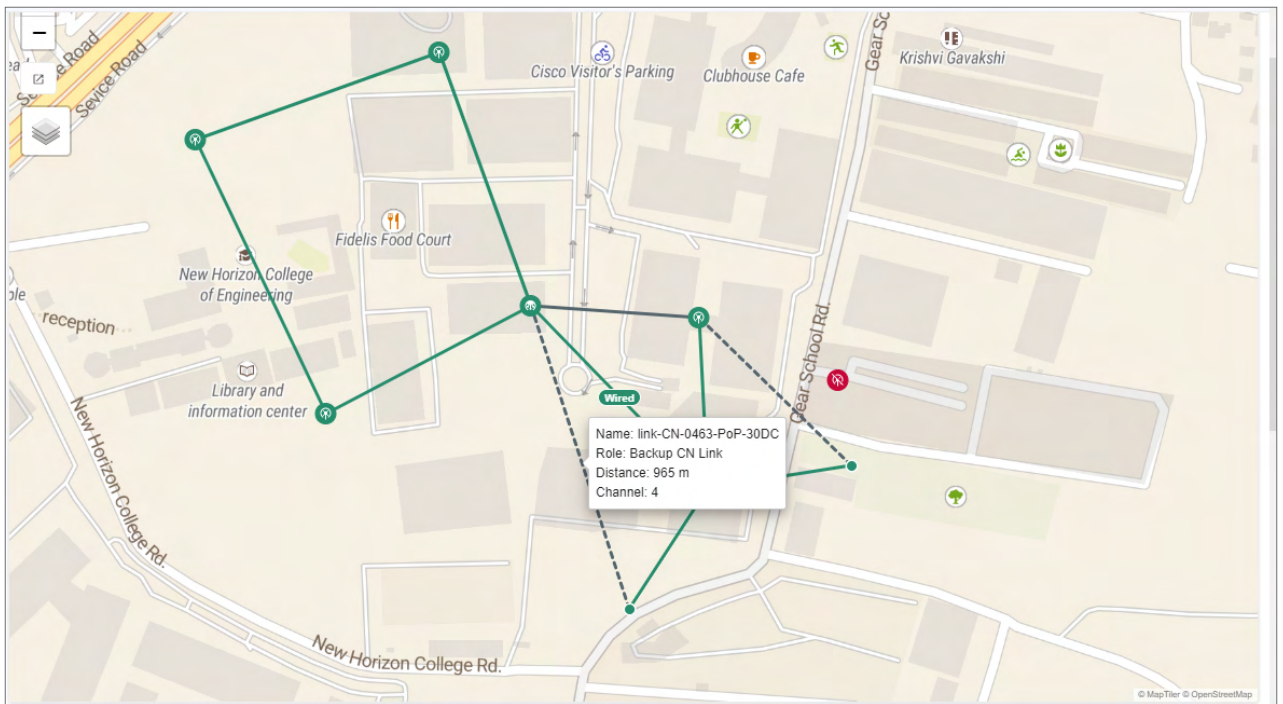 −
Sevice Road
Gear Sc
Krishvi Gavakshi
Cisco Visitor's Parking
Clubhouse Cafe
Sevice Road
Fidelis Food Court
New Horizon College
of Engineering
reception
Library and
information center
Gear School Rd.
Wired
Name: link-CN-0463-PoP-30DC
Role: Backup CN Link
Distance: 965 m
Channel: 4
New Horizon College Rd.
New Horizon College Rd.
© MapTiler © OpenStreetMap